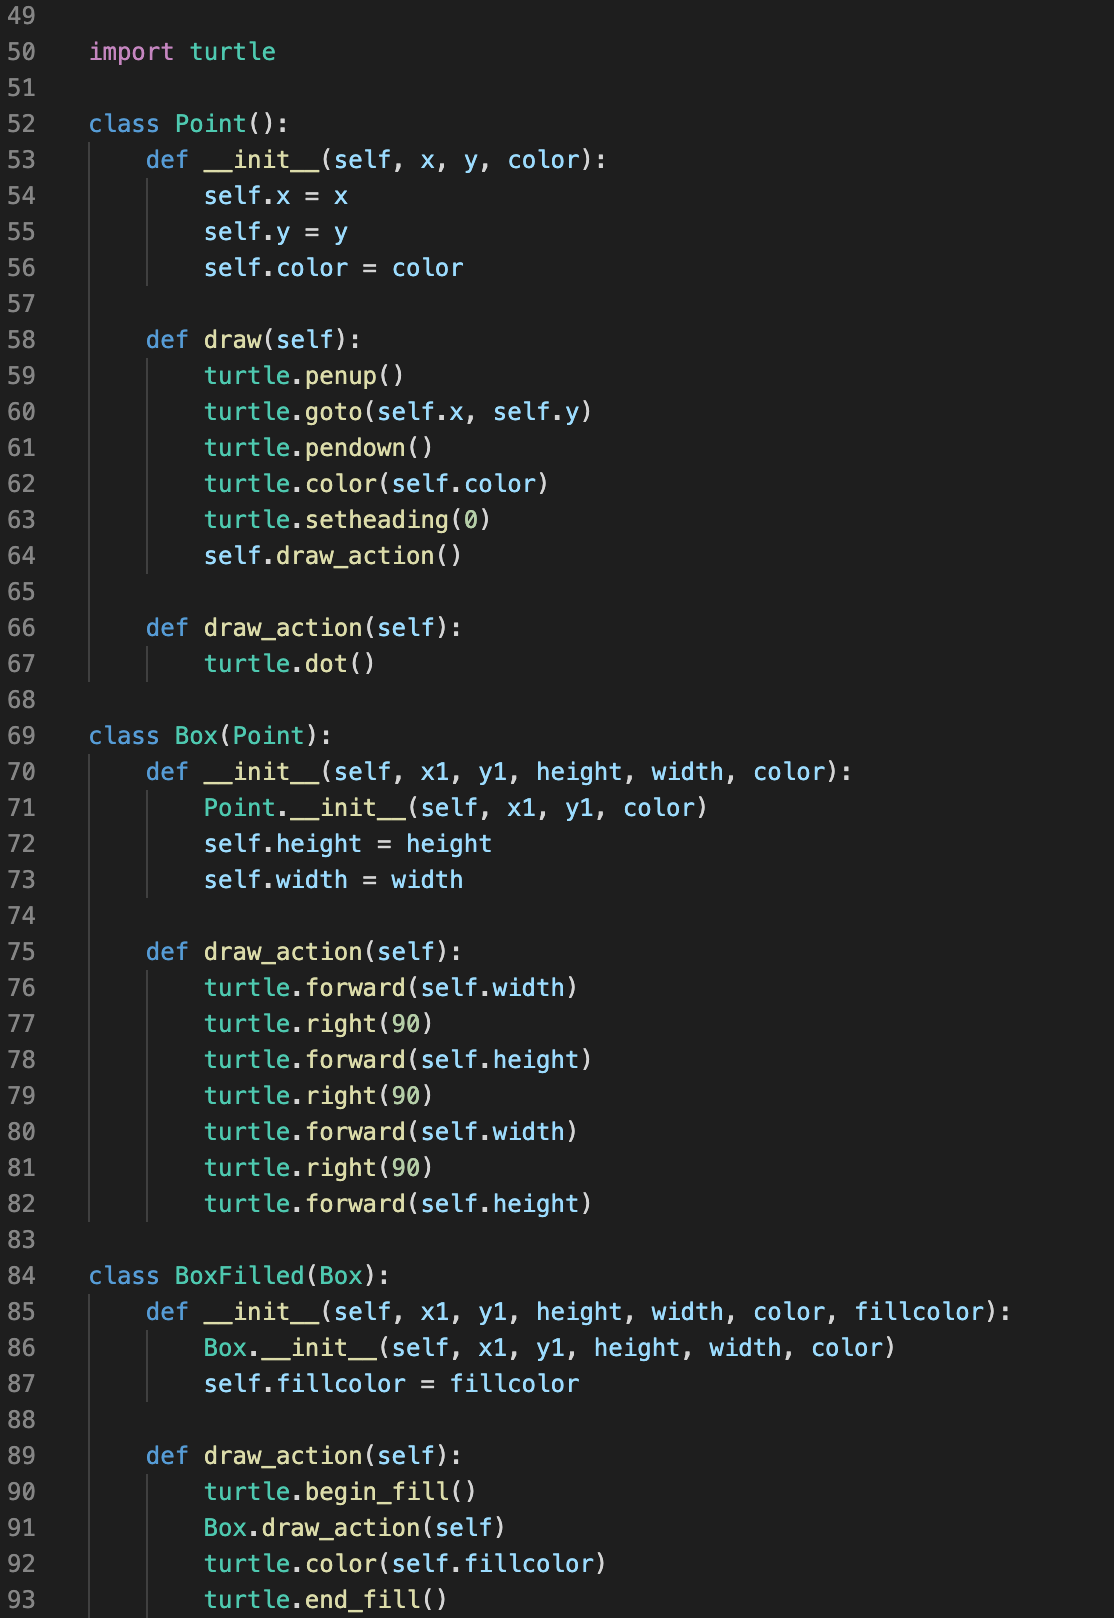 49
50 import turtle
51
52 class Point():
53     def __init__(self, x, y, color):
54         self.x = x
55         self.y = y
56         self.color = color
57
58     def draw(self):
59         turtle.penup()
60         turtle.goto(self.x, self.y)
61         turtle.pendown()
62         turtle.color(self.color)
63         turtle.setheading(0)
64         self.draw_action()
65
66     def draw_action(self):
67         turtle.dot()
68
69 class Box(Point):
70     def __init__(self, x1, y1, height, width, color):
71         Point.__init__(self, x1, y1, color)
72         self.height = height
73         self.width = width
74
75     def draw_action(self):
76         turtle.forward(self.width)
77         turtle.right(90)
78         turtle.forward(self.height)
79         turtle.right(90)
80         turtle.forward(self.width)
81         turtle.right(90)
82         turtle.forward(self.height)
83
84 class BoxFilled(Box):
85     def __init__(self, x1, y1, height, width, color, fillcolor):
86         Box.__init__(self, x1, y1, height, width, color)
87         self.fillcolor = fillcolor
88
89     def draw_action(self):
90         turtle.begin_fill()
91         Box.draw_action(self)
92         turtle.color(self.fillcolor)
93         turtle.end_fill()